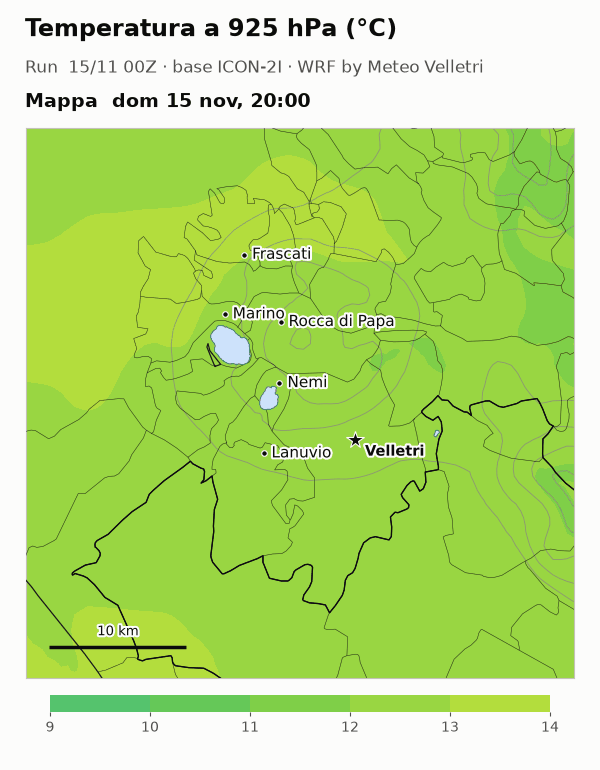 Temperatura a 925 hPa (°C)
Run  15/11 00Z · base ICON-2I · WRF by Meteo Velletri
Mappa  dom 15 nov, 20:00
Frascati
Marino
Rocca di Papa
Nemi
Velletri
Lanuvio
10 km
9 10 11 12 13 14